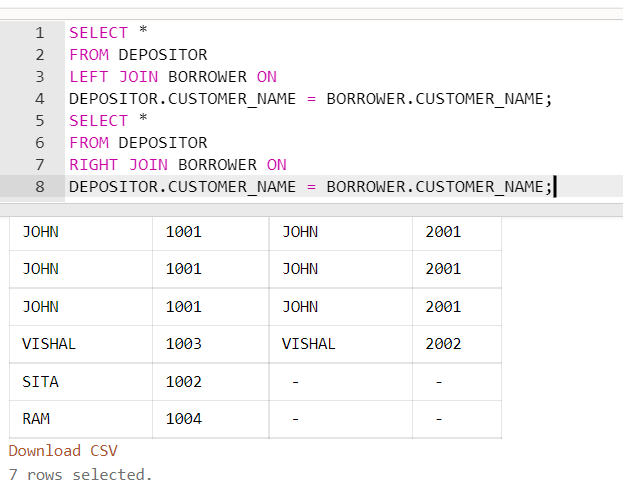 1 SELECT *
2 FROM DEPOSITOR
3 LEFT JOIN BORROWER ON
4 DEPOSITOR.CUSTOMER_NAME = BORROWER.CUSTOMER_NAME;
5 SELECT *
6 FROM DEPOSITOR
7 RIGHT JOIN BORROWER ON
8 DEPOSITOR.CUSTOMER_NAME = BORROWER.CUSTOMER_NAME;
JOHN 1001 JOHN 2001
JOHN 1001 JOHN 2001
JOHN 1001 JOHN 2001
VISHAL 1003 VISHAL 2002
SITA 1002 - -
RAM 1004 - -
Download CSV
7 rows selected.